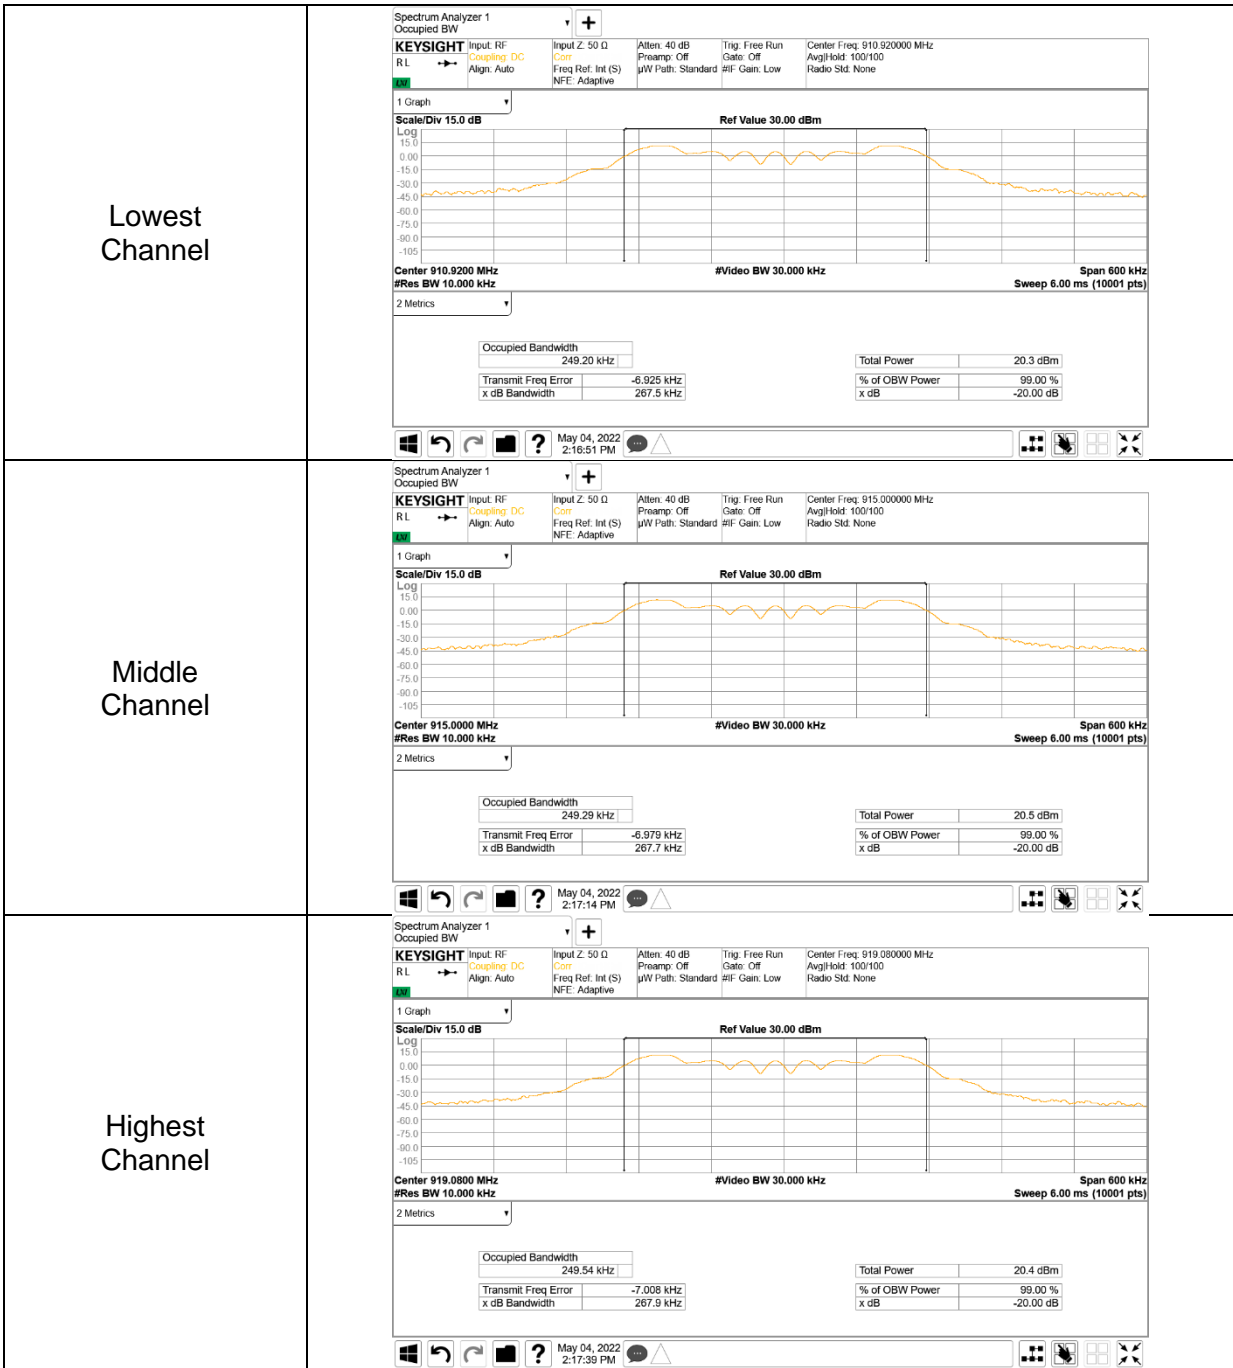 Lowest
Channel
Spectrum Analyzer 1
Occupied BW
KEYSIGHT Input: RF Input Z: 50 Ω Atten: 40 dB Trig: Free Run Center Freq: 910.920000 MHz
R L Coupling: DC Corr Preamp: Off Gate: Off Avg|Hold: 100/100
Align: Auto Freq Ref: Int (S) µW Path: Standard #IF Gain: Low Radio Std: None
NFE: Adaptive
LXI
1 Graph
Scale/Div 15.0 dB Ref Value 30.00 dBm
Log
15.0
0.00
-15.0
-30.0
-45.0
-60.0
-75.0
-90.0
-105
Center 910.9200 MHz #Video BW 30.000 kHz Span 600 kHz
#Res BW 10.000 kHz Sweep 6.00 ms (10001 pts)
2 Metrics
Occupied Bandwidth
249.20 kHz Total Power 20.3 dBm
Transmit Freq Error -6.925 kHz % of OBW Power 99.00 %
x dB Bandwidth 267.5 kHz x dB -20.00 dB
? May 04, 2022
2:16:51 PM
Middle
Channel
Spectrum Analyzer 1
Occupied BW
KEYSIGHT Input: RF Input Z: 50 Ω Atten: 40 dB Trig: Free Run Center Freq: 915.000000 MHz
R L Coupling: DC Corr Preamp: Off Gate: Off Avg|Hold: 100/100
Align: Auto Freq Ref: Int (S) µW Path: Standard #IF Gain: Low Radio Std: None
NFE: Adaptive
LXI
1 Graph
Scale/Div 15.0 dB Ref Value 30.00 dBm
Log
15.0
0.00
-15.0
-30.0
-45.0
-60.0
-75.0
-90.0
-105
Center 915.0000 MHz #Video BW 30.000 kHz Span 600 kHz
#Res BW 10.000 kHz Sweep 6.00 ms (10001 pts)
2 Metrics
Occupied Bandwidth
249.29 kHz Total Power 20.5 dBm
Transmit Freq Error -6.979 kHz % of OBW Power 99.00 %
x dB Bandwidth 267.7 kHz x dB -20.00 dB
? May 04, 2022
2:17:14 PM
Highest
Channel
Spectrum Analyzer 1
Occupied BW
KEYSIGHT Input: RF Input Z: 50 Ω Atten: 40 dB Trig: Free Run Center Freq: 919.080000 MHz
R L Coupling: DC Corr Preamp: Off Gate: Off Avg|Hold: 100/100
Align: Auto Freq Ref: Int (S) µW Path: Standard #IF Gain: Low Radio Std: None
NFE: Adaptive
LXI
1 Graph
Scale/Div 15.0 dB Ref Value 30.00 dBm
Log
15.0
0.00
-15.0
-30.0
-45.0
-60.0
-75.0
-90.0
-105
Center 919.0800 MHz #Video BW 30.000 kHz Span 600 kHz
#Res BW 10.000 kHz Sweep 6.00 ms (10001 pts)
2 Metrics
Occupied Bandwidth
249.54 kHz Total Power 20.4 dBm
Transmit Freq Error -7.008 kHz % of OBW Power 99.00 %
x dB Bandwidth 267.9 kHz x dB -20.00 dB
? May 04, 2022
2:17:39 PM